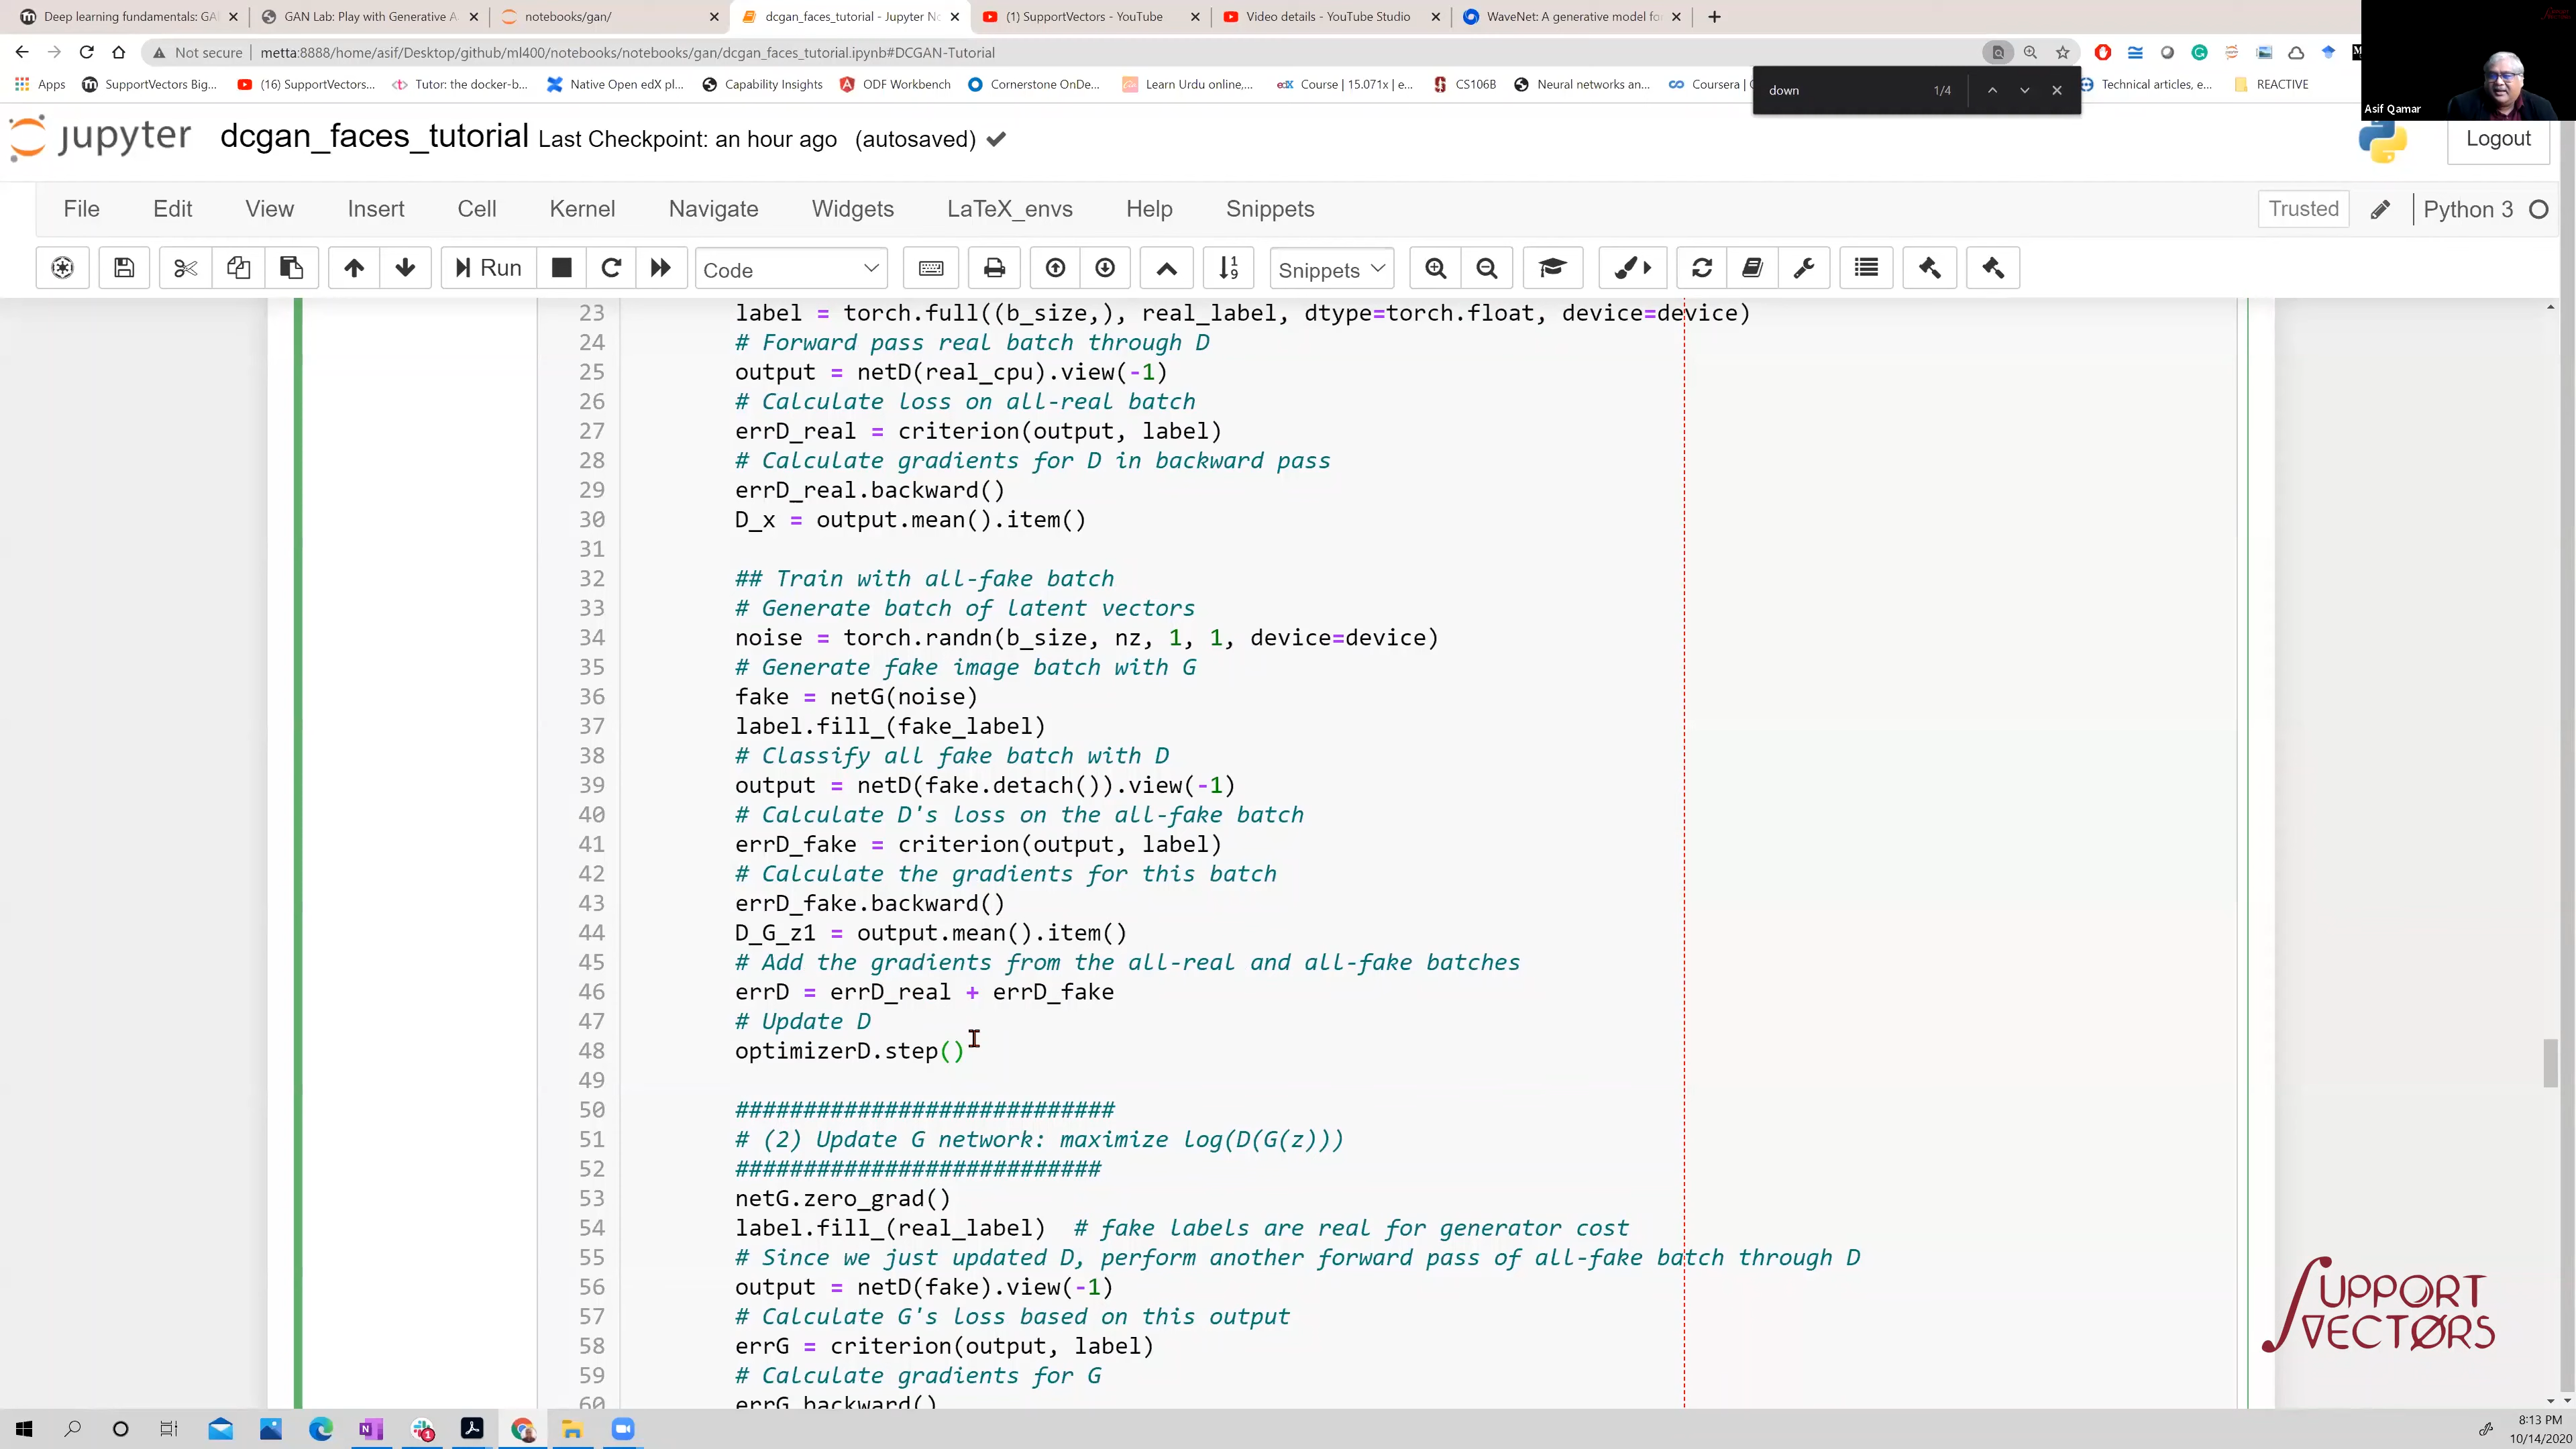 Deep learning fundamentals: GA
GAN Lab: Play with Generative A
notebooks/gan/
dcgan_faces_tutorial - Jupyter No
(1) SupportVectors - YouTube
Video details - YouTube Studio
WaveNet: A generative model fo
Not secure
metta:8888/home/asif/Desktop/github/ml400/notebooks/notebooks/gan/dcgan_faces_tutorial.ipynb#DCGAN-Tutorial
Apps
SupportVectors Big...
(16) SupportVectors...
Tutor: the docker-b...
Native Open edX pl...
Capability Insights
ODF Workbench
Cornerstone OnDe...
Learn Urdu online,...
Course | 15.071x | e...
CS106B
Neural networks an...
Coursera |
Technical articles, e...
REACTIVE
down
1/4
Asif Qamar
jupyter
dcgan_faces_tutorial
Last Checkpoint: an hour ago
(autosaved)
Logout
File
Edit
View
Insert
Cell
Kernel
Navigate
Widgets
LaTeX_envs
Help
Snippets
Trusted
Python 3
Run
Code
Snippets
23 label = torch.full((b_size,), real_label, dtype=torch.float, device=device)
24 # Forward pass real batch through D
25 output = netD(real_cpu).view(-1)
26 # Calculate loss on all-real batch
27 errD_real = criterion(output, label)
28 # Calculate gradients for D in backward pass
29 errD_real.backward()
30 D_x = output.mean().item()
31
32 ## Train with all-fake batch
33 # Generate batch of latent vectors
34 noise = torch.randn(b_size, nz, 1, 1, device=device)
35 # Generate fake image batch with G
36 fake = netG(noise)
37 label.fill_(fake_label)
38 # Classify all fake batch with D
39 output = netD(fake.detach()).view(-1)
40 # Calculate D's loss on the all-fake batch
41 errD_fake = criterion(output, label)
42 # Calculate the gradients for this batch
43 errD_fake.backward()
44 D_G_z1 = output.mean().item()
45 # Add the gradients from the all-real and all-fake batches
46 errD = errD_real + errD_fake
47 # Update D
48 optimizerD.step()
49
50 ############################
51 # (2) Update G network: maximize log(D(G(z)))
52 ###########################
53 netG.zero_grad()
54 label.fill_(real_label)  # fake labels are real for generator cost
55 # Since we just updated D, perform another forward pass of all-fake batch through D
56 output = netD(fake).view(-1)
57 # Calculate G's loss based on this output
58 errG = criterion(output, label)
59 # Calculate gradients for G
60 errG.backward()
SUPPORT
VECTORS
8:13 PM
10/14/2020